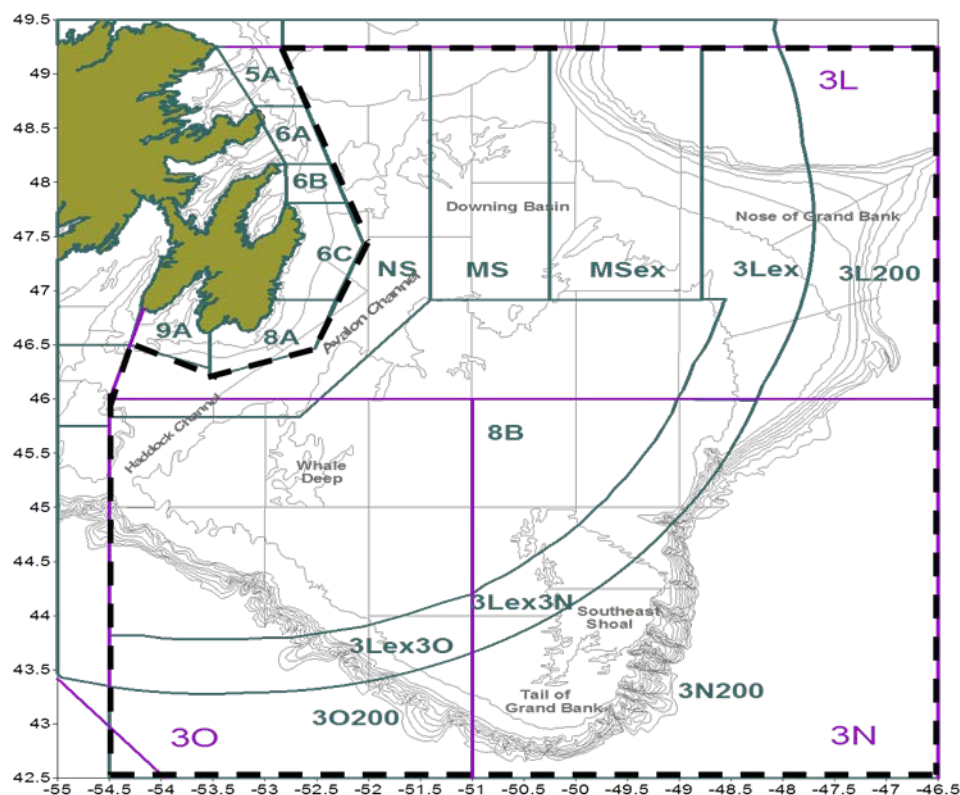 49.5
49
48.5
48
47.5
47
46.5
46
45.5
45
44.5
44
43.5
43
42.5
5A
3L
6A
6B
Downing Basin
Nose of Grand Bank
6C
NS
MS
MSex
3Lex
3L200
Avalon Channel
9A
8A
Haddock Channel
8B
Whale
Deep
3Lex3N
Southeast
Shoal
3Lex3O
Tail of
Grand Bank
3N200
3O200
3O
3N
-55
-54.5
-54
-53.5
-53
-52.5
-52
-51.5
-51
-50.5
-50
-49.5
-49
-48.5
-48
-47.5
-47
-46.5